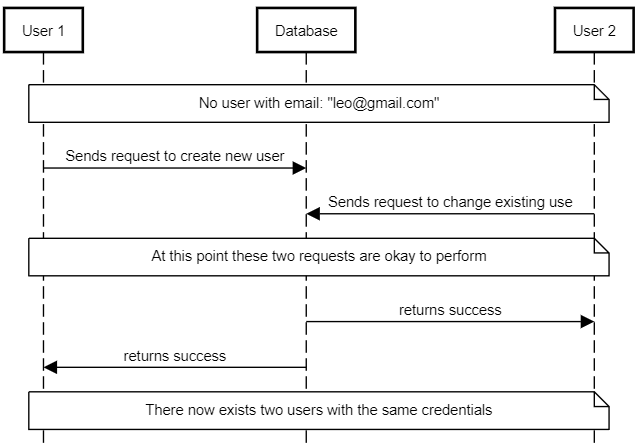 User 1
Database
User 2
No user with email: "leo@gmail.com"
Sends request to create new user
Sends request to change existing use
At this point these two requests are okay to perform
returns success
returns success
There now exists two users with the same credentials